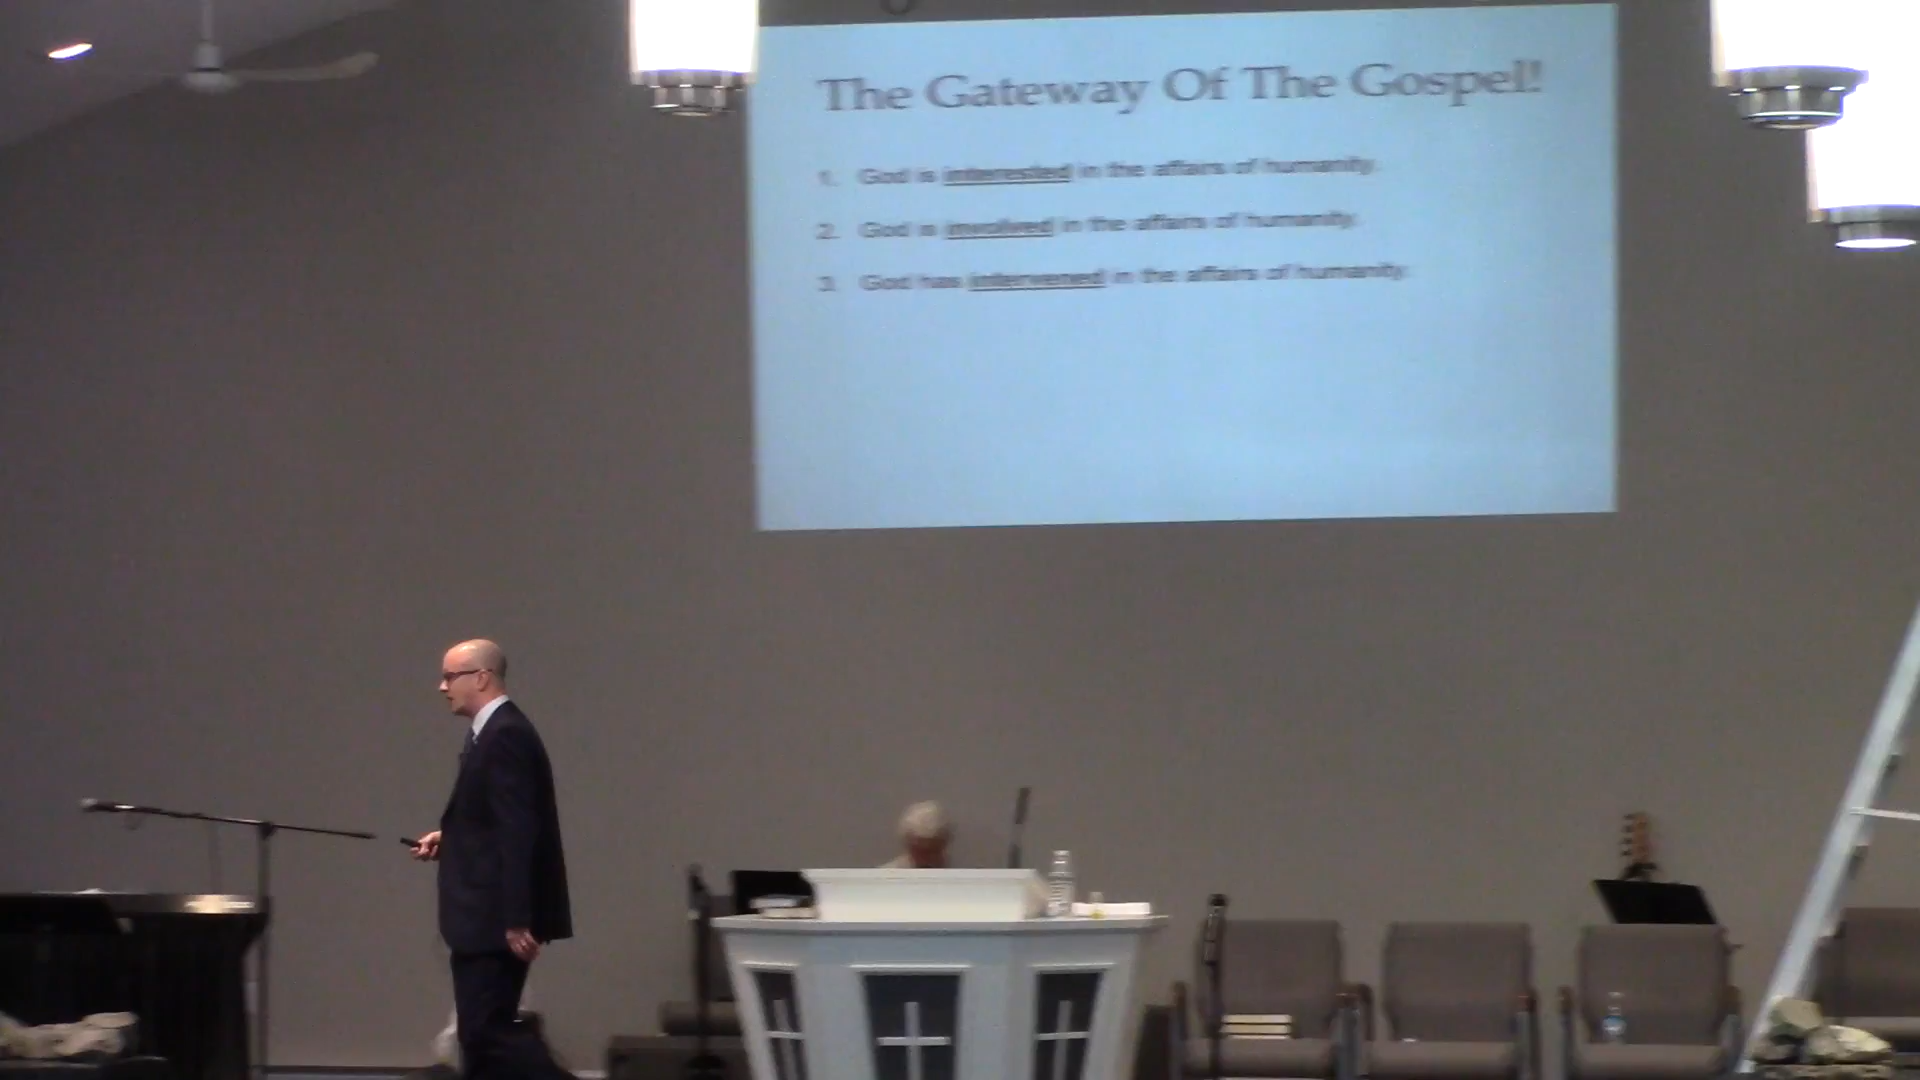 The Gateway Of The Gospel!
1. God is interested in the affairs of humanity.
2. God is involved in the affairs of humanity.
3. God has intervened in the affairs of humanity.